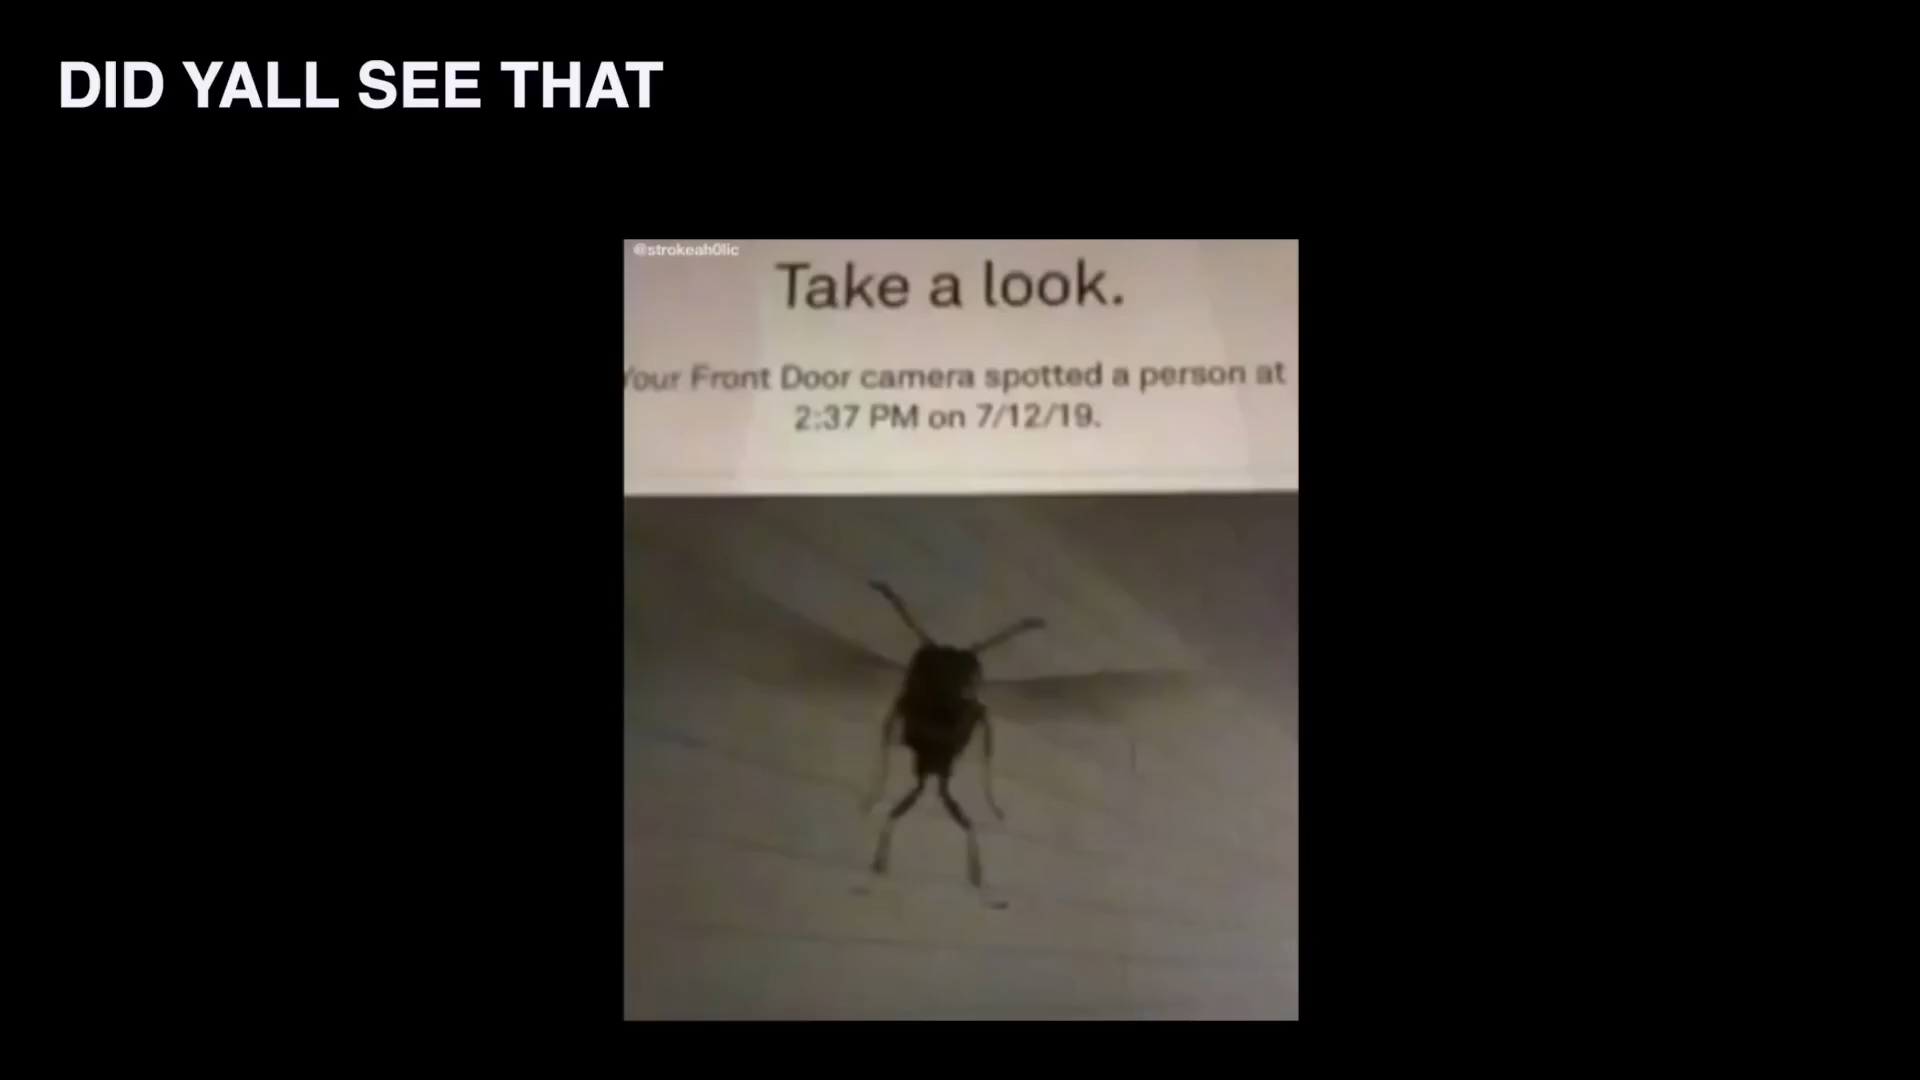 DID YALL SEE THAT
@strokeah0lic
Take a look.
Your Front Door camera spotted a person at
2:37 PM on 7/12/19.